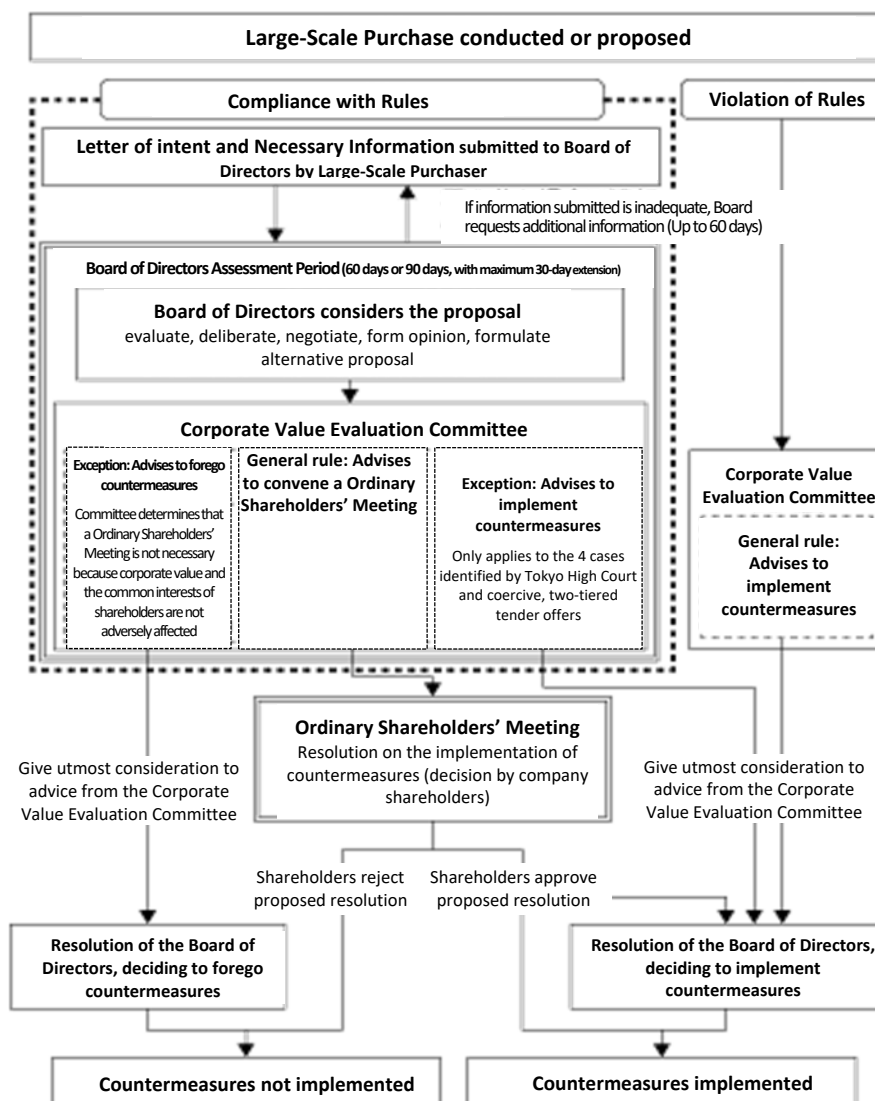 Large-Scale Purchase conducted or proposed
Compliance with Rules
Violation of Rules
Letter of intent and Necessary Information submitted to Board of
Directors by Large-Scale Purchaser
If information submitted is inadequate, Board
requests additional information (Up to 60 days)
Board of Directors Assessment Period (60 days or 90 days, with maximum 30-day extension)
Board of Directors considers the proposal
evaluate, deliberate, negotiate, form opinion, formulate
alternative proposal
Corporate Value Evaluation Committee
Exception: Advises to forego
countermeasures
Committee determines that
a Ordinary Shareholders'
Meeting is not necessary
because corporate value and
the common interests of
shareholders are not
adversely affected
General rule: Advises
to convene a Ordinary
Shareholders' Meeting
Exception: Advises to
implement
countermeasures
Only applies to the 4 cases
identified by Tokyo High Court
and coercive, two-tiered
tender offers
Corporate Value
Evaluation Committee
General rule:
Advises to
implement
countermeasures
Ordinary Shareholders' Meeting
Resolution on the implementation of
countermeasures (decision by company
shareholders)
Give utmost consideration to
advice from the Corporate
Value Evaluation Committee
Give utmost consideration to
advice from the Corporate
Value Evaluation Committee
Shareholders reject
proposed resolution
Shareholders approve
proposed resolution
Resolution of the Board of
Directors, deciding to forego
countermeasures
Resolution of the Board of Directors,
deciding to implement
countermeasures
Countermeasures not implemented
Countermeasures implemented